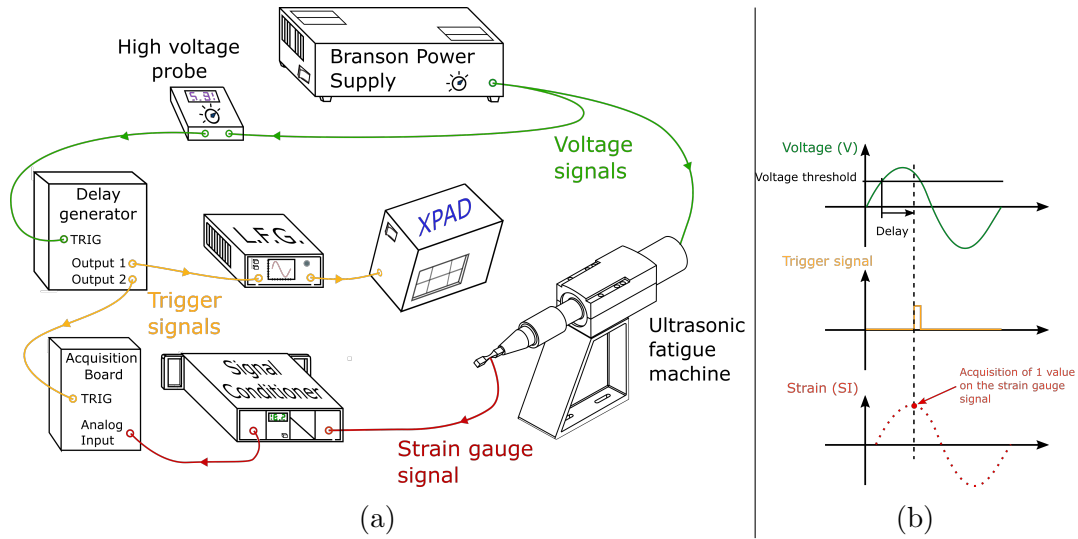 High voltage
probe
5.9!
Branson Power
Supply
Voltage
signals
Delay
generator
TRIG
Output 1
Output 2
L.F.G.
XPAD
Trigger
signals
Ultrasonic
fatigue
machine
Acquisition
Board
TRIG
Analog
Input
Signal
Conditioner
Strain gauge
signal
(a)
Voltage (V)
Voltage threshold
Delay
Trigger signal
Strain (SI)
Acquisition of 1 value
on the strain gauge
signal
(b)